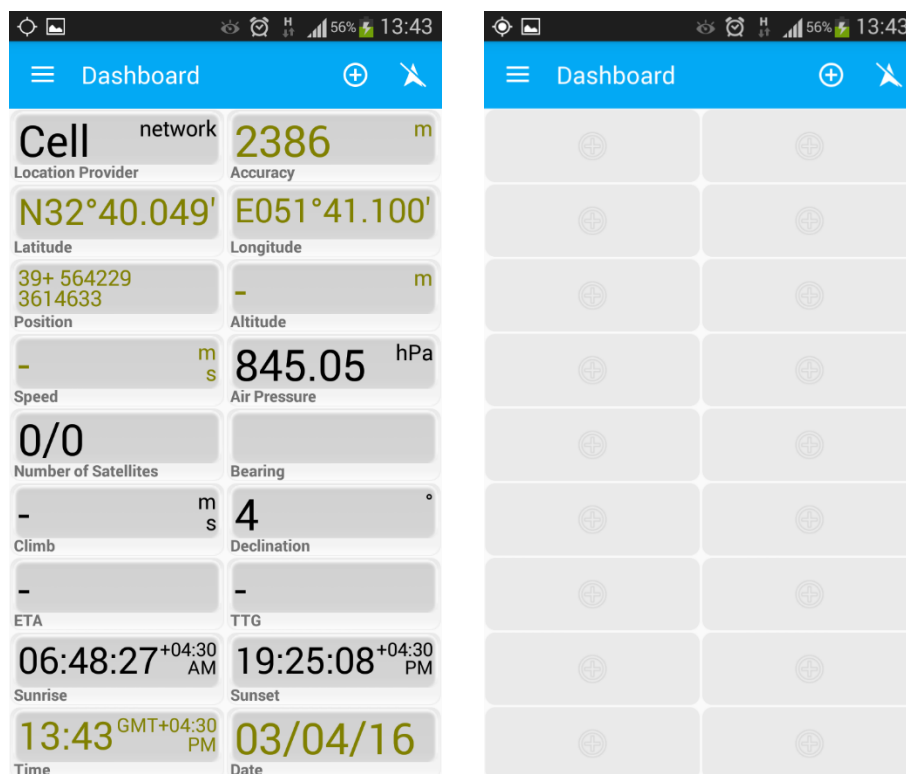 H 56% 13:43
Dashboard
Cell network
Location Provider
2386 m
Accuracy
N32°40.049'
Latitude
E051°41.100'
Longitude
39+ 564229
3614633
Position
- m
Altitude
- m
s
Speed
845.05 hPa
Air Pressure
0/0
Number of Satellites
Bearing
- m
s
Climb
4 °
Declination
-
ETA
-
TTG
06:48:27 +04:30
AM
Sunrise
19:25:08 +04:30
PM
Sunset
13:43 GMT+04:30
PM
Time
03/04/16
Date
H 56% 13:43
Dashboard